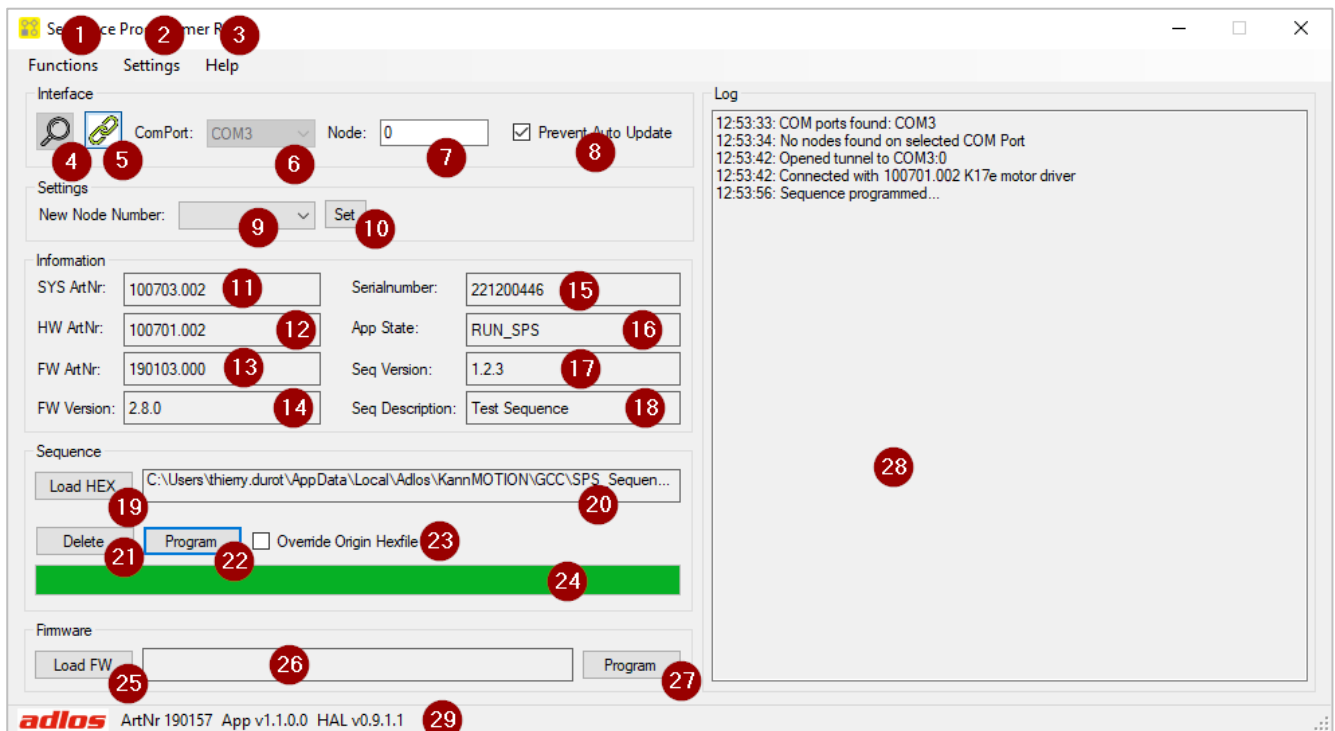 Functions Settings Help
1 2 3
Interface
ComPort: COM3 Node: 0 Prevent Auto Update
4 5 6 7 8
Settings
New Node Number: Set
9 10
Information
SYS ArtNr: 100703.002 11 Serialnumber: 221200446 15
HW ArtNr: 100701.002 12 App State: RUN_SPS 16
FW ArtNr: 190103.000 13 Seq Version: 1.2.3 17
FW Version: 2.8.0 14 Seq Description: Test Sequence 18
Sequence
Load HEX C:\Users\thierry.durot\AppData\Local\Adlos\KannMOTION\GCC\SPS_Sequen...
19 20
Delete Program Override Origin Hexfile 23
21 22
24
Firmware
Load FW 26 Program
25 27
Log
12:53:33: COM ports found: COM3
12:53:34: No nodes found on selected COM Port
12:53:42: Opened tunnel to COM3:0
12:53:42: Connected with 100701.002 K17e motor driver
12:53:56: Sequence programmed...
28
adlos ArtNr 190157 App v1.1.0.0 HAL v0.9.1.1 29